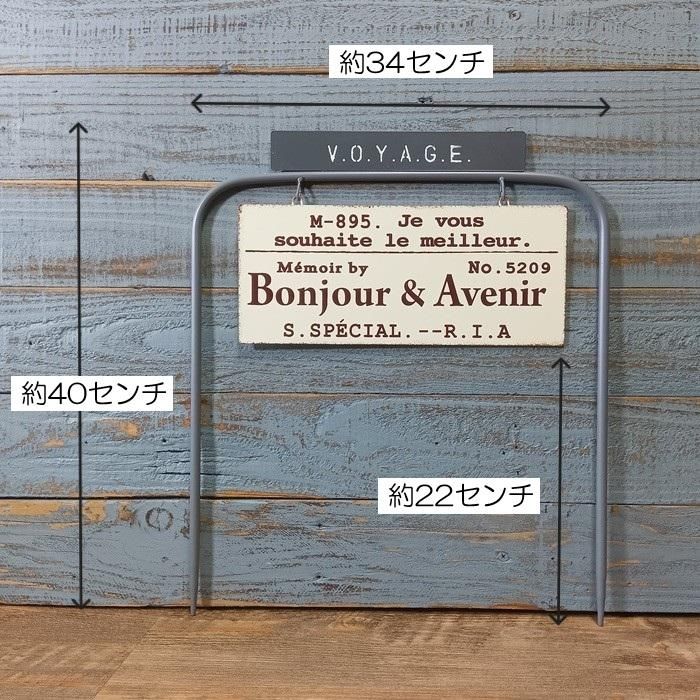 約34センチ
V.O.Y.A.G.E.
M-895. Je vous
souhaite le meilleur.
Mémoir by No.5209
Bonjour & Avenir
S.SPÉCIAL.--R.I.A
約40センチ
約22センチ